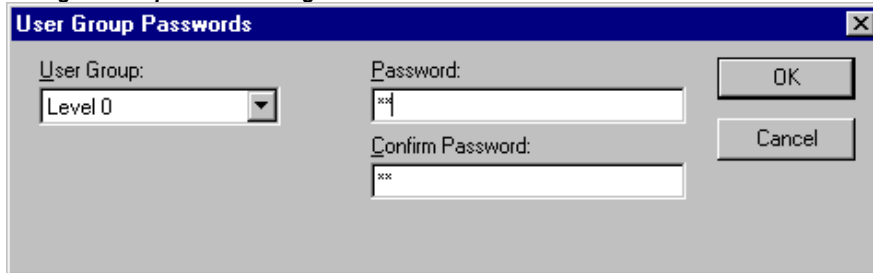 User Group Passwords
User Group:
Password:
OK
Level 0
**
Confirm Password:
Cancel
**